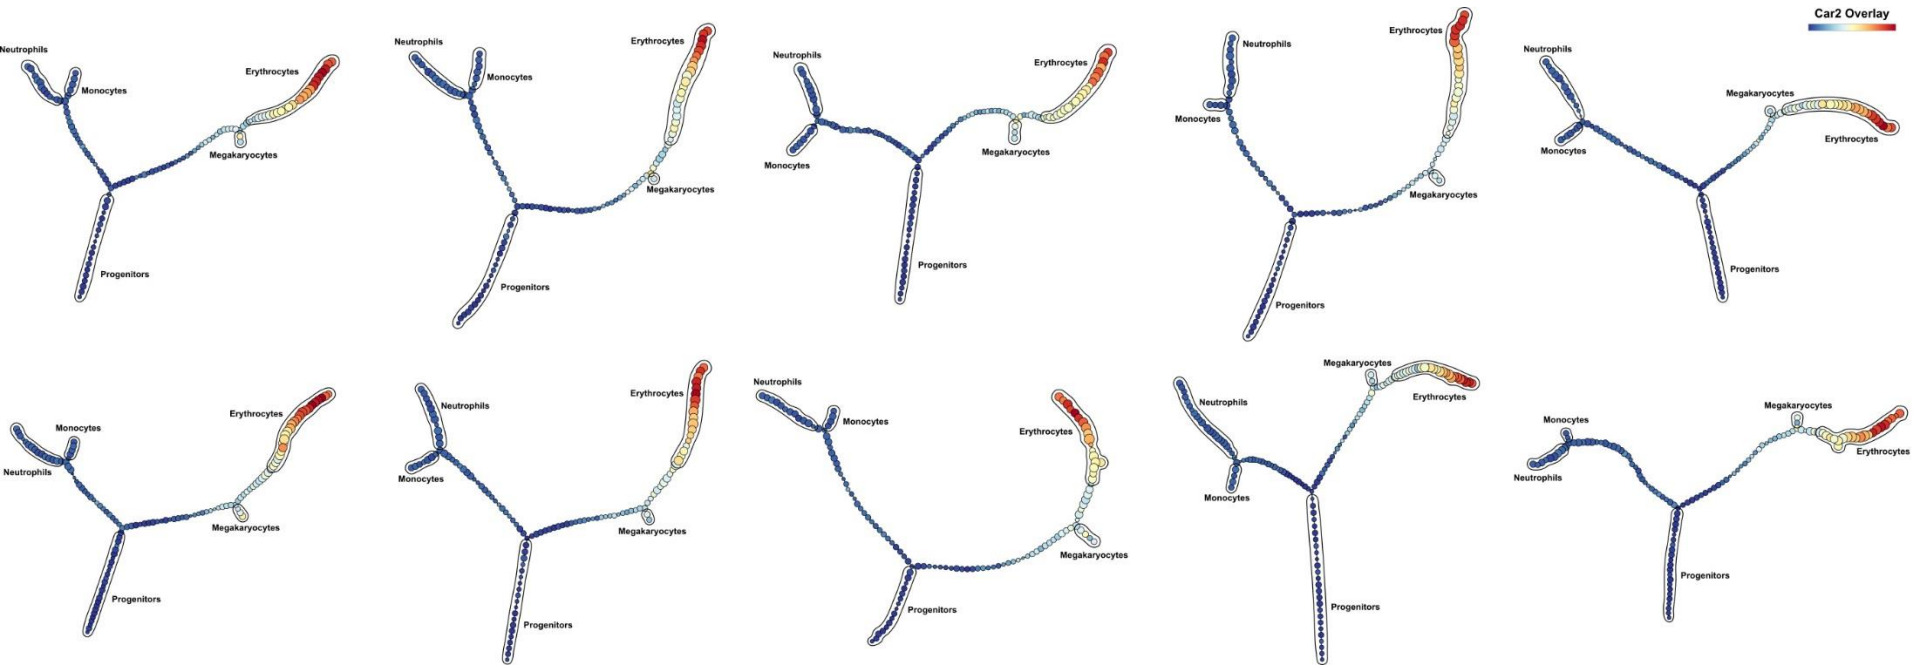 Car2 Overlay
Neutrophils
Monocytes
Erythrocytes
Megakaryocytes
Progenitors
Neutrophils
Monocytes
Erythrocytes
Megakaryocytes
Progenitors
Neutrophils
Monocytes
Erythrocytes
Megakaryocytes
Progenitors
Neutrophils
Monocytes
Erythrocytes
Megakaryocytes
Progenitors
Neutrophils
Monocytes
Megakaryocytes
Erythrocytes
Progenitors
Monocytes
Neutrophils
Erythrocytes
Megakaryocytes
Progenitors
Neutrophils
Monocytes
Erythrocytes
Megakaryocytes
Progenitors
Neutrophils
Monocytes
Erythrocytes
Megakaryocytes
Progenitors
Megakaryocytes
Neutrophils
Erythrocytes
Monocytes
Progenitors
Monocytes
Neutrophils
Megakaryocytes
Erythrocytes
Progenitors